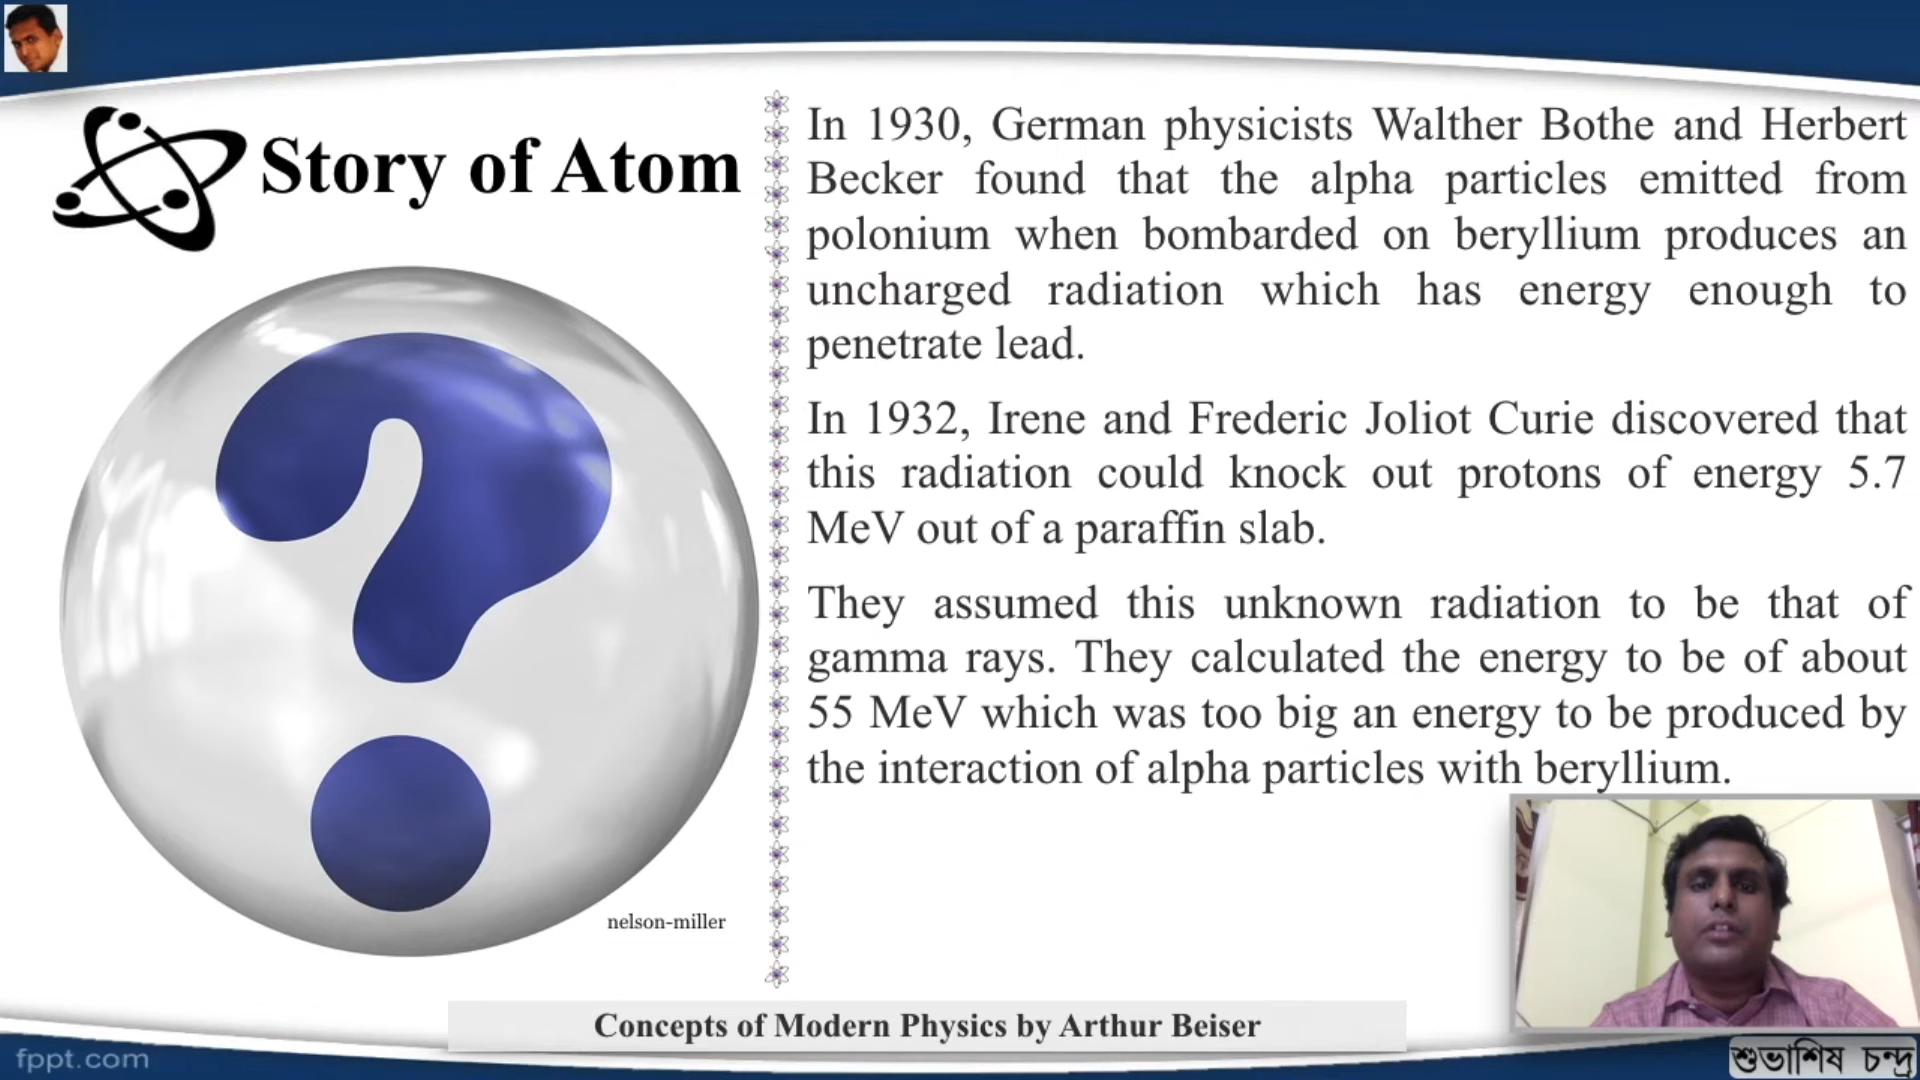 Story of Atom
In 1930, German physicists Walther Bothe and Herbert
Becker found that the alpha particles emitted from
polonium when bombarded on beryllium produces an
uncharged radiation which has energy enough to
penetrate lead.
In 1932, Irene and Frederic Joliot Curie discovered that
this radiation could knock out protons of energy 5.7
MeV out of a paraffin slab.
They assumed this unknown radiation to be that of
gamma rays. They calculated the energy to be of about
55 MeV which was too big an energy to be produced by
the interaction of alpha particles with beryllium.
nelson-miller
Concepts of Modern Physics by Arthur Beiser
fppt.com
শুভাশিষ চন্দ্র